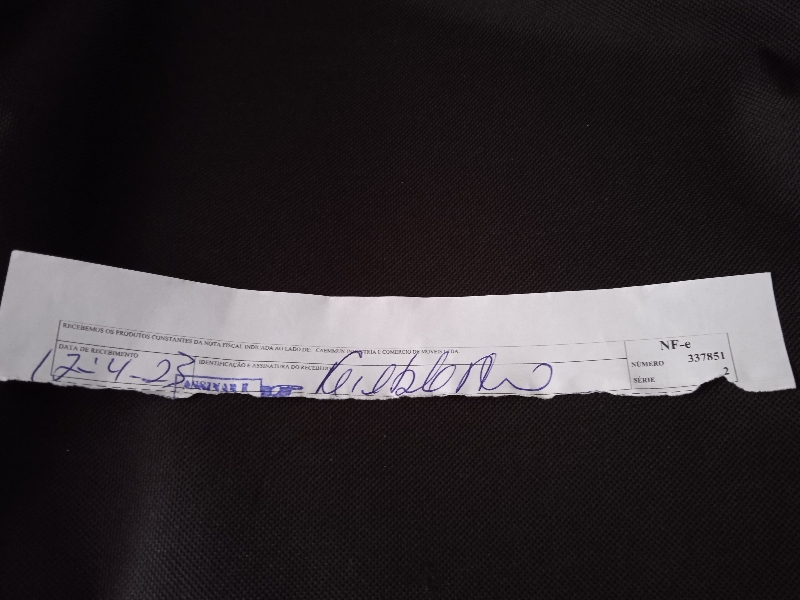 RECEBEMOS OS PRODUTOS CONSTANTES DA NOTA FISCAL INDICADA AO LADO DE: INDUSTRIA E COMERCIO DE MOVEIS LTDA.
NF-e
DATA DE RECEBIMENTO
IDENTIFICAÇÃO E ASSINATURA DO RECEBEDOR
NÚMERO 337851
12-4-23
SÉRIE 2